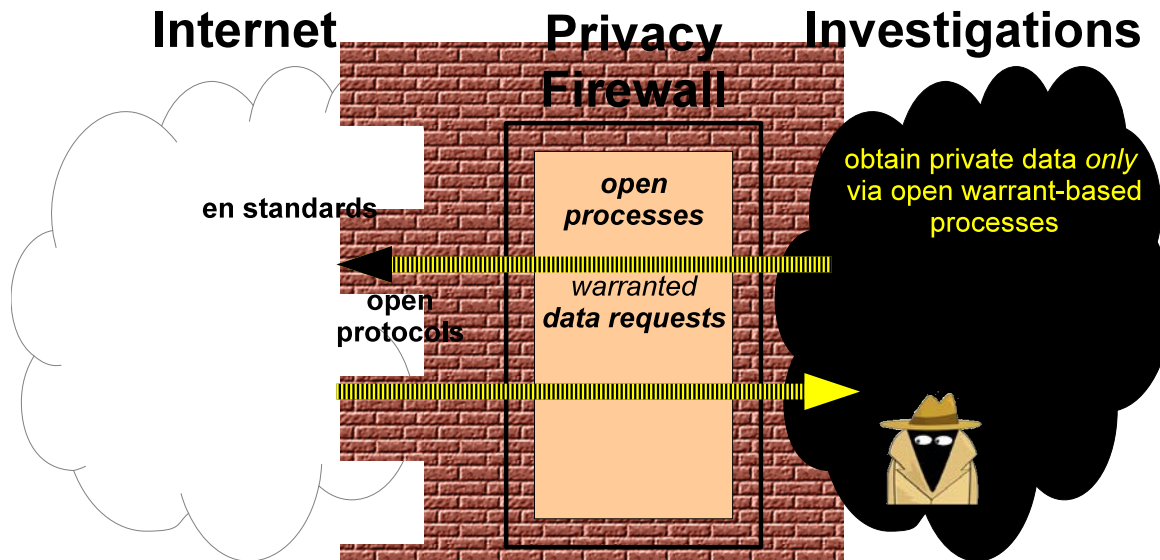 Internet
Privacy
Firewall
Investigations
en standards
open
protocols
open
processes
warranted
data requests
obtain private data only
via open warrant-based
processes